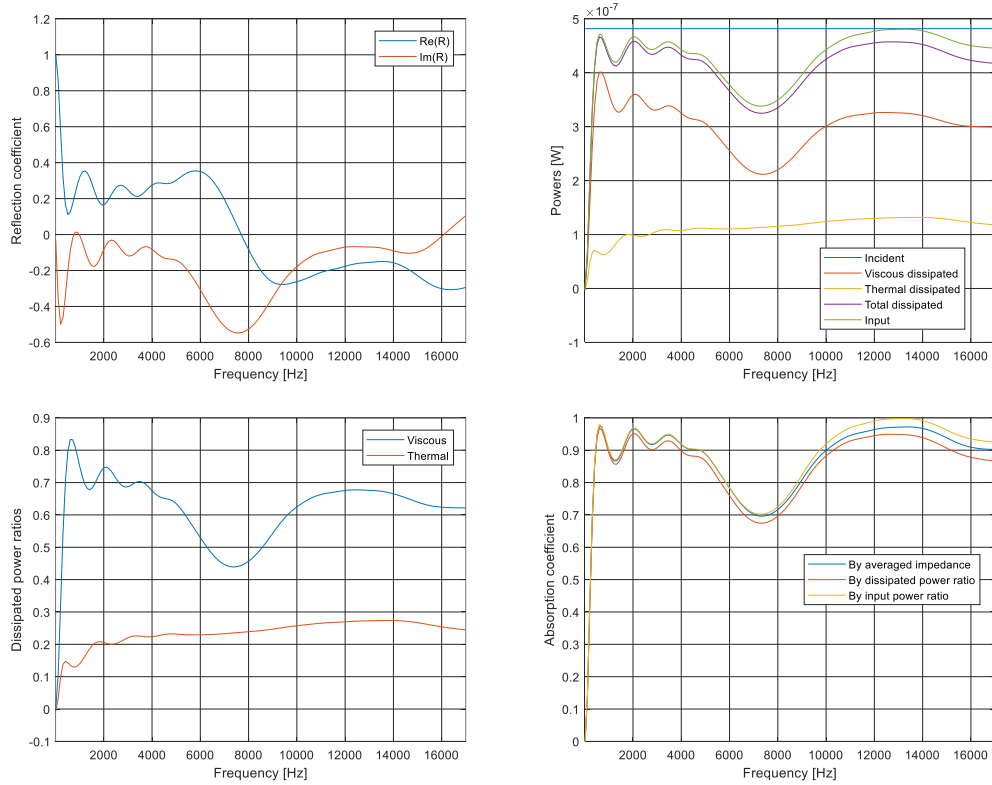 1.2
1
0.8
0.6
0.4
0.2
0
-0.2
-0.4
-0.6
Reflection coefficient
Re(R)
Im(R)
2000 4000 6000 8000 10000 12000 14000 16000
Frequency [Hz]
×10-7
5
4
3
2
1
0
-1
Powers [W]
Incident
Viscous dissipated
Thermal dissipated
Total dissipated
Input
2000 4000 6000 8000 10000 12000 14000 16000
Frequency [Hz]
0.9
0.8
0.7
0.6
0.5
0.4
0.3
0.2
0.1
0
-0.1
Dissipated power ratios
Viscous
Thermal
2000 4000 6000 8000 10000 12000 14000 16000
Frequency [Hz]
1
0.9
0.8
0.7
0.6
0.5
0.4
0.3
0.2
0.1
0
Absorption coefficient
By averaged impedance
By dissipated power ratio
By input power ratio
2000 4000 6000 8000 10000 12000 14000 16000
Frequency [Hz]